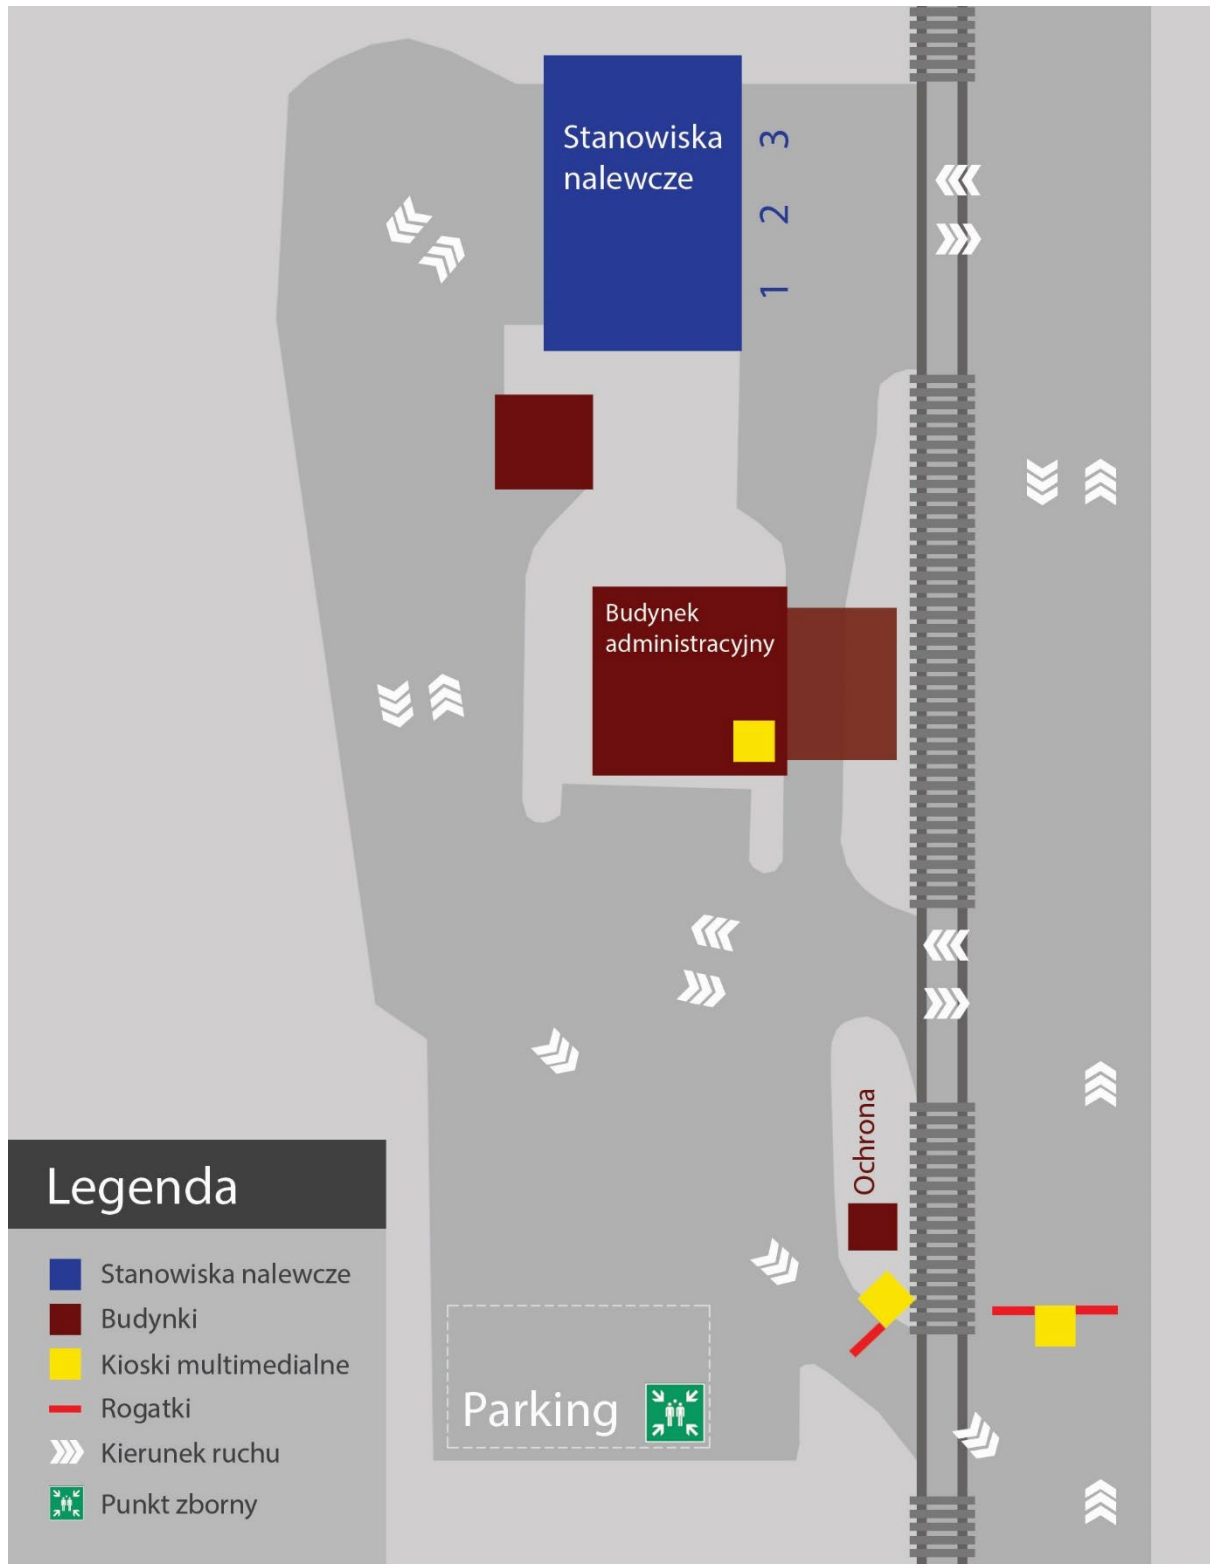 Stanowiska
nalewcze
3
2
1
Budynek
administracyjny
Ochrona
Parking
Legenda
Stanowiska nalewcze
Budynki
Kioski multimedialne
Rogatki
Kierunek ruchu
Punkt zborny